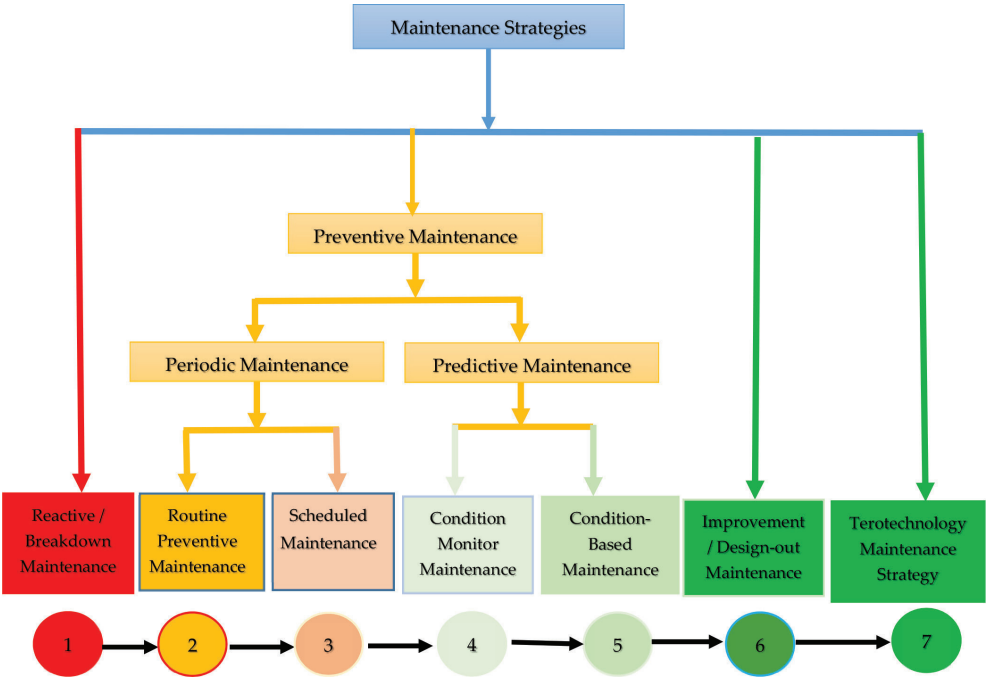 Maintenance Strategies
Preventive Maintenance
Periodic Maintenance
Predictive Maintenance
Reactive /
Breakdown
Maintenance
Routine
Preventive
Maintenance
Scheduled
Maintenance
Condition
Monitor
Maintenance
Condition-
Based
Maintenance
Improvement
/ Design-out
Maintenance
Terotechnology
Maintenance
Strategy
1
2
3
4
5
6
7